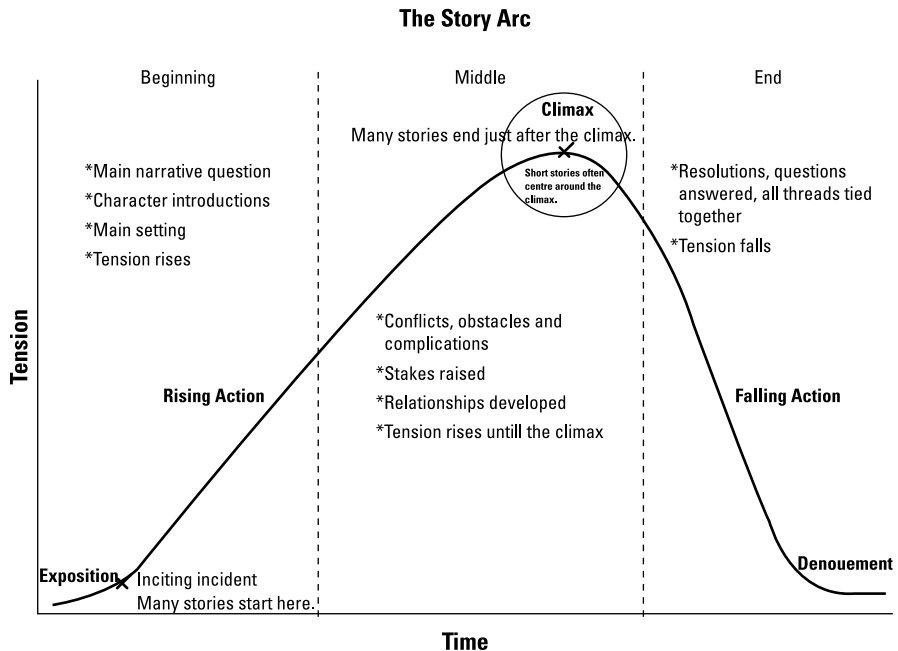 The Story Arc
Beginning
Middle
End
Climax
Many stories end just after the climax.
Short stories often
centre around the
climax.
*Main narrative question
*Character introductions
*Main setting
*Tension rises
*Resolutions, questions
answered, all threads tied
together
*Tension falls
*Conflicts, obstacles and
complications
*Stakes raised
*Relationships developed
*Tension rises untill the climax
Tension
Rising Action
Falling Action
Exposition
Inciting incident
Many stories start here.
Denouement
Time